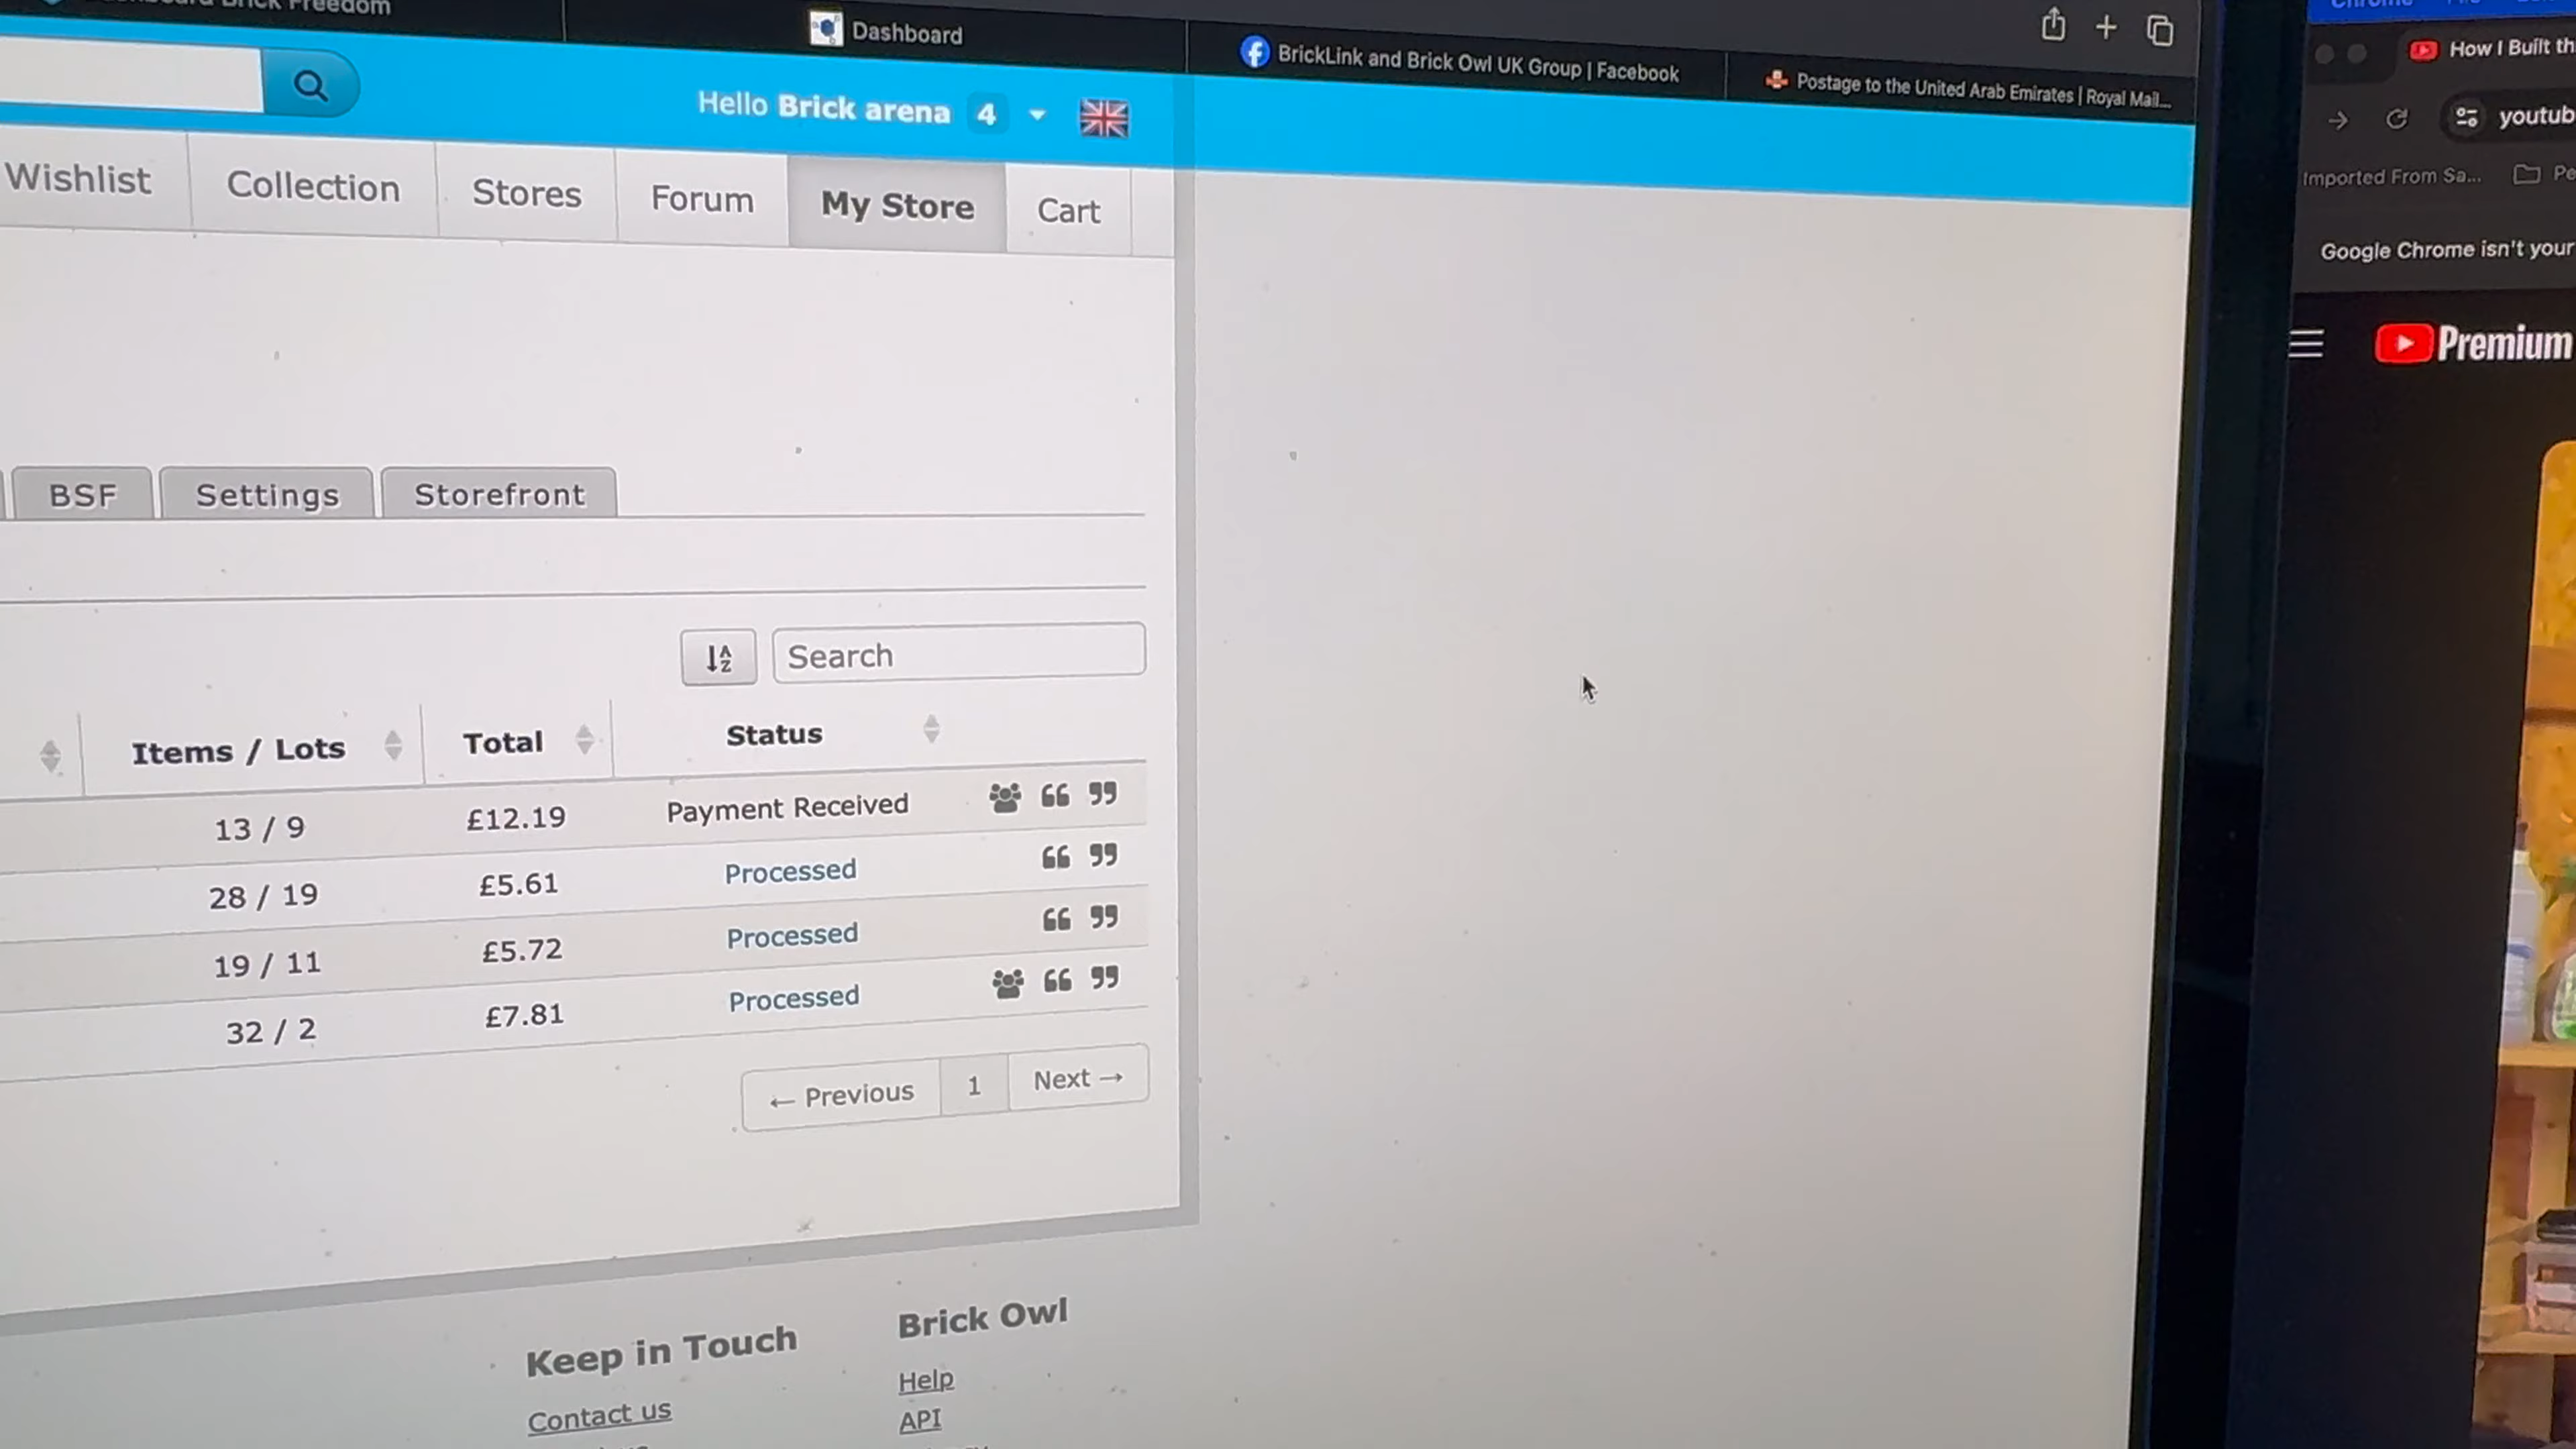 Freedom
Dashboard
BrickLink and Brick Owl UK Group | Facebook
Postage to the United Arab Emirates | Royal Mail...
How I Built th
youtub
Imported From Sa...
Pe
Google Chrome isn't your
Premium
Hello Brick arena 4
Wishlist
Collection
Stores
Forum
My Store
Cart
BSF
Settings
Storefront
Search
Items / Lots
Total
Status
13 / 9 £12.19 Payment Received
28 / 19 £5.61 Processed
19 / 11 £5.72 Processed
32 / 2 £7.81 Processed
← Previous 1 Next →
Keep in Touch
Contact us
Brick Owl
Help
API